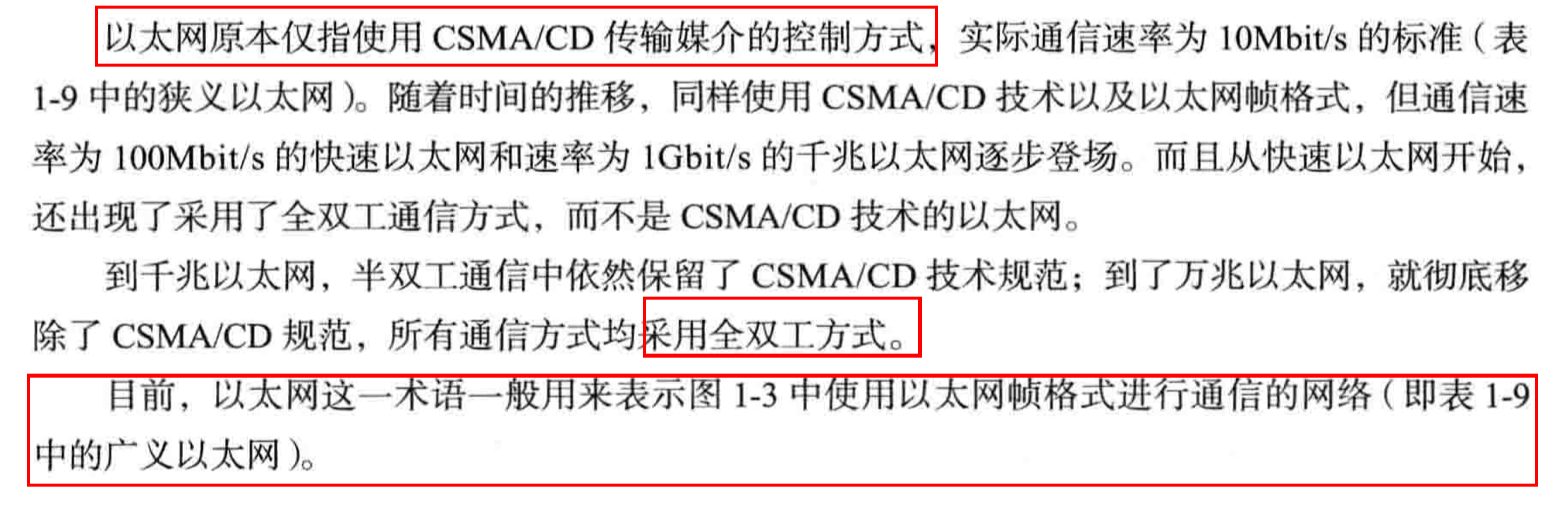 以太网原本仅指使用 CSMA/CD 传输媒介的控制方式，实际通信速率为 10Mbit/s 的标准（表
1-9 中的狭义以太网）。随着时间的推移，同样使用 CSMA/CD 技术以及以太网帧格式，但通信速
率为 100Mbit/s 的快速以太网和速率为 1Gbit/s 的千兆以太网逐步登场。而且从快速以太网开始，
还出现了采用了全双工通信方式，而不是 CSMA/CD 技术的以太网。
到千兆以太网，半双工通信中依然保留了 CSMA/CD 技术规范；到了万兆以太网，就彻底移
除了 CSMA/CD 规范，所有通信方式均采用全双工方式。
目前，以太网这一术语一般用来表示图 1-3 中使用以太网帧格式进行通信的网络（即表 1-9
中的广义以太网）。